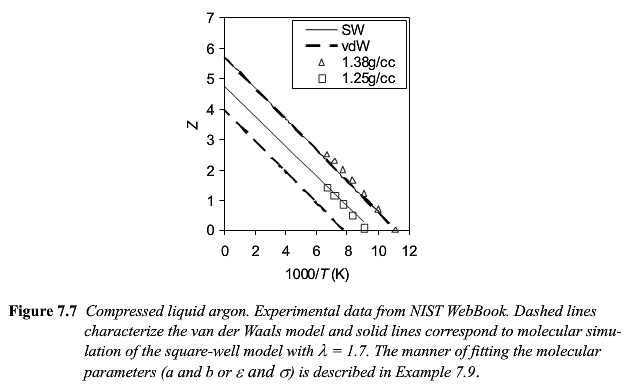 7
SW
vdW
1.38g/cc
1.25g/cc
6
5
4
Z
3
2
1
0
0 2 4 6 8 10 12
1000/T (K)
Figure 7.7 Compressed liquid argon. Experimental data from NIST WebBook. Dashed lines
characterize the van der Waals model and solid lines correspond to molecular simu-
lation of the square-well model with λ = 1.7. The manner of fitting the molecular
parameters (a and b or ε and σ) is described in Example 7.9.